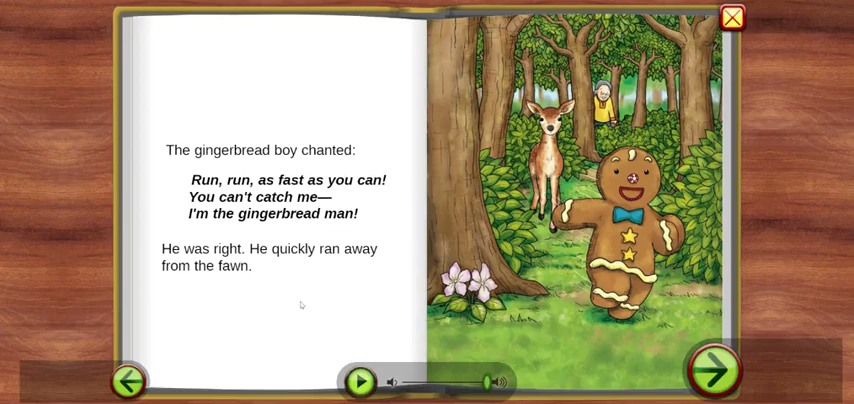 The gingerbread boy chanted:
Run, run, as fast as you can!
You can't catch me—
I'm the gingerbread man!
He was right. He quickly ran away
from the fawn.